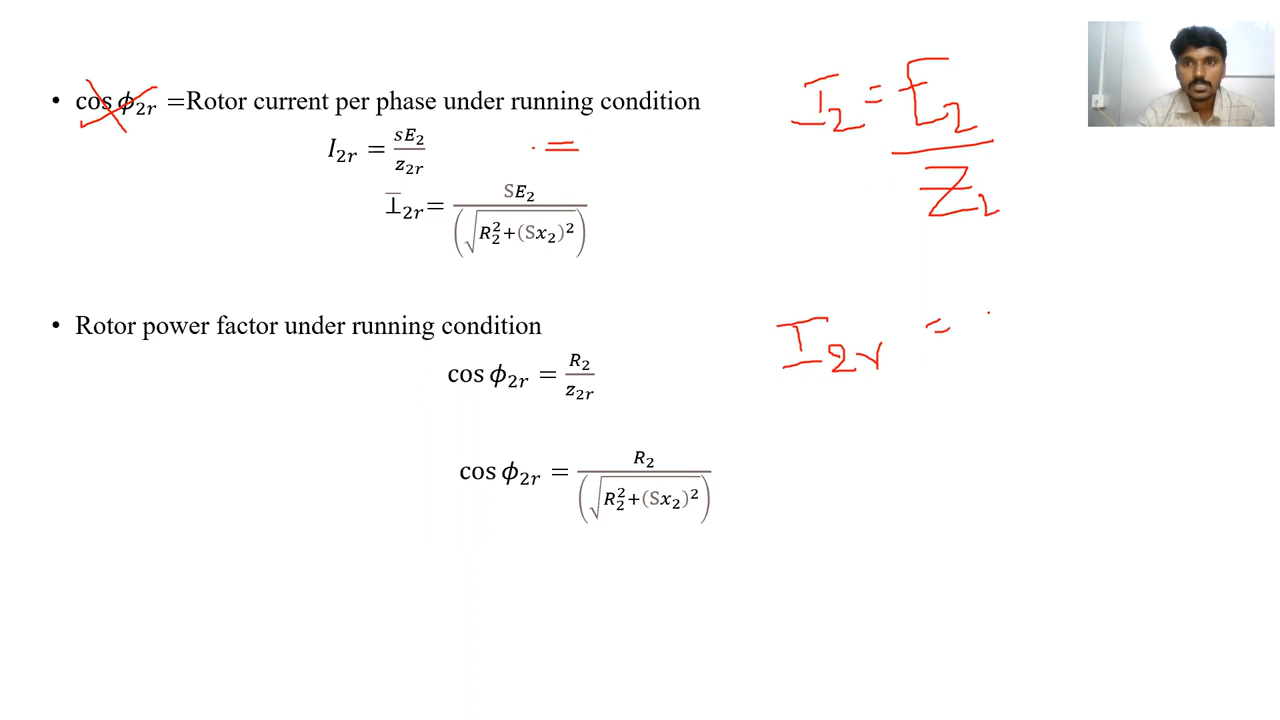 • cos ϕ₂ᵣ =Rotor current per phase under running condition
I₂ᵣ = sE₂/z₂ᵣ
I₂ᵣ= SE₂/(√(R₂²+(Sx₂)²))
• Rotor power factor under running condition
cos ϕ₂ᵣ = R₂/z₂ᵣ
cos ϕ₂ᵣ = R₂/(√(R₂²+(Sx₂)²))
=
I₂ = E₂/Z₂
I₂ᵣ =